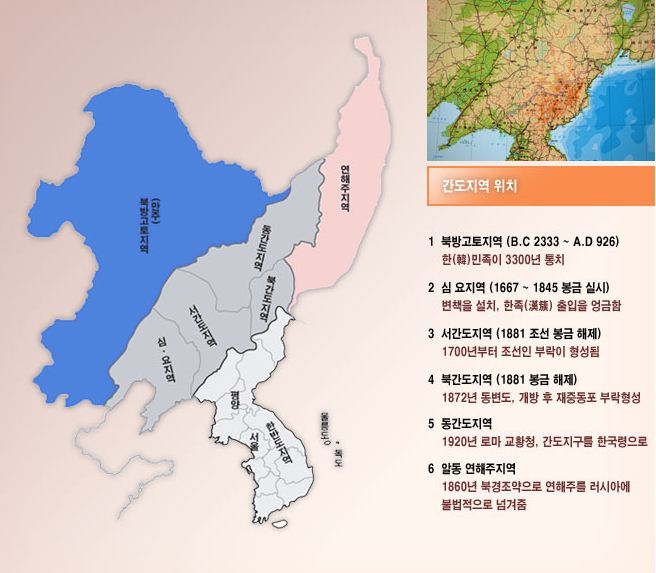 (만주)
북방고토지역
연해주지역
동간도지역
북간도지역
서간도지역
심·요지역
평양
서울
한반도지역
울릉도
독도
간도지역 위치
1 북방고토지역 (B.C 2333 ~ A.D 926)
한(韓)민족이 3300년 통치
2 심 요지역 (1667 ~ 1845 봉금 실시)
변책을 설치, 한족(漢簇) 출입을 엄금함
3 서간도지역 (1881 조선 봉금 해제)
1700년부터 조선인 부락이 형성됨
4 북간도지역 (1881 봉금 해제)
1872년 동변도, 개방 후 재중동포 부락형성
5 동간도지역
1920년 로마 교황청, 간도지구를 한국령으로
6 알동 연해주지역
1860년 북경조약으로 연해주를 러시아에
불법적으로 넘겨줌